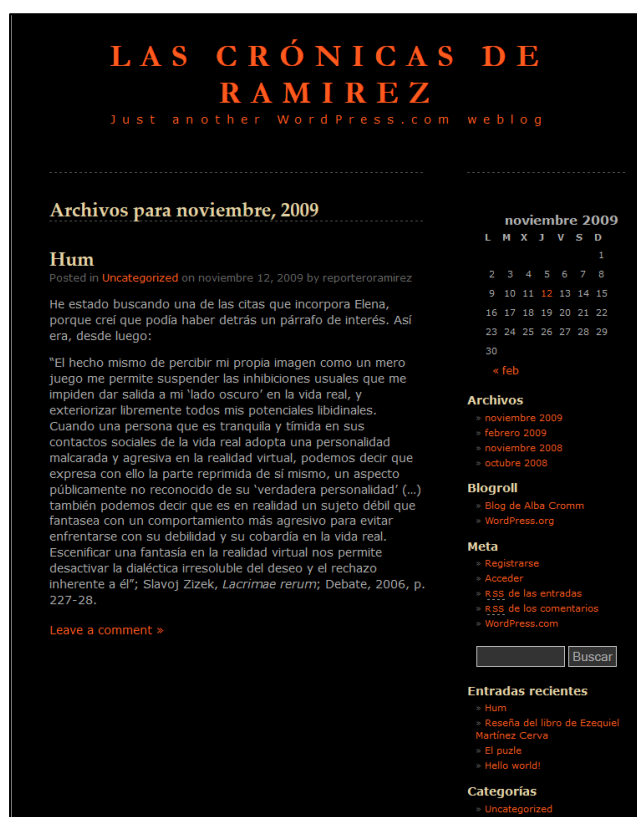 LAS CRÓNICAS DE
RAMIREZ
Just another WordPress.com weblog
Archivos para noviembre, 2009
Hum
Posted in Uncategorized on noviembre 12, 2009 by reporteroramirez
He estado buscando una de las citas que incorpora Elena,
porque creí que podía haber detrás un párrafo de interés. Así
era, desde luego:
“El hecho mismo de percibir mi propia imagen como un mero
juego me permite suspender las inhibiciones usuales que me
impiden dar salida a mi ‘lado oscuro’ en la vida real, y
exteriorizar libremente todos mis potenciales libidinales.
Cuando una persona que es tranquila y tímida en sus
contactos sociales de la vida real adopta una personalidad
malcarada y agresiva en la realidad virtual, podemos decir que
expresa con ello la parte reprimida de sí mismo, un aspecto
públicamente no reconocido de su ‘verdadera personalidad’ (…)
también podemos decir que es en realidad un sujeto débil que
fantasea con un comportamiento más agresivo para evitar
enfrentarse con su debilidad y su cobardía en la vida real.
Escenificar una fantasía en la realidad virtual nos permite
desactivar la dialéctica irresoluble del deseo y el rechazo
inherente a él”; Slavoj Zizek, Lacrimae rerum; Debate, 2006, p.
227-28.
Leave a comment »
noviembre 2009
L M X J V S D
1
2 3 4 5 6 7 8
9 10 11 12 13 14 15
16 17 18 19 20 21 22
23 24 25 26 27 28 29
30
« feb
Archivos
» noviembre 2009
» febrero 2009
» noviembre 2008
» octubre 2008
Blogroll
» Blog de Alba Cromm
» WordPress.org
Meta
» Registrarse
» Acceder
» RSS de las entradas
» RSS de los comentarios
» WordPress.com
Buscar
Entradas recientes
» Hum
» Reseña del libro de Ezequiel
Martínez Cerva
» El puzle
» Hello world!
Categorías
» Uncategorized